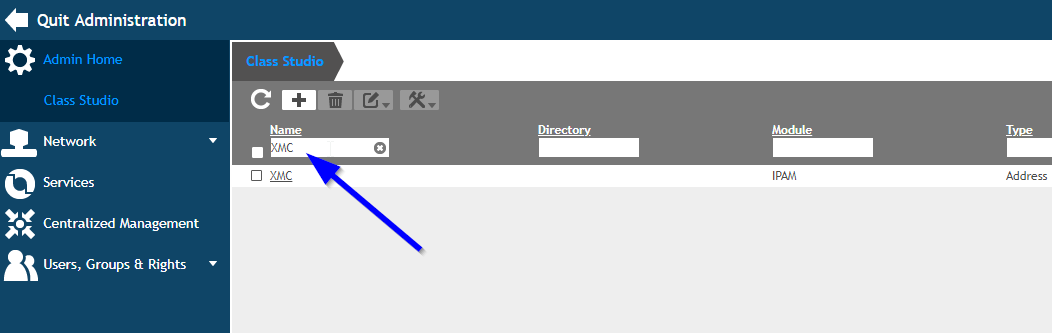 Quit Administration
Admin Home
Class Studio
Network
Services
Centralized Management
Users, Groups & Rights
Class Studio
Name Directory Module Type
XMC
XMC IPAM Address